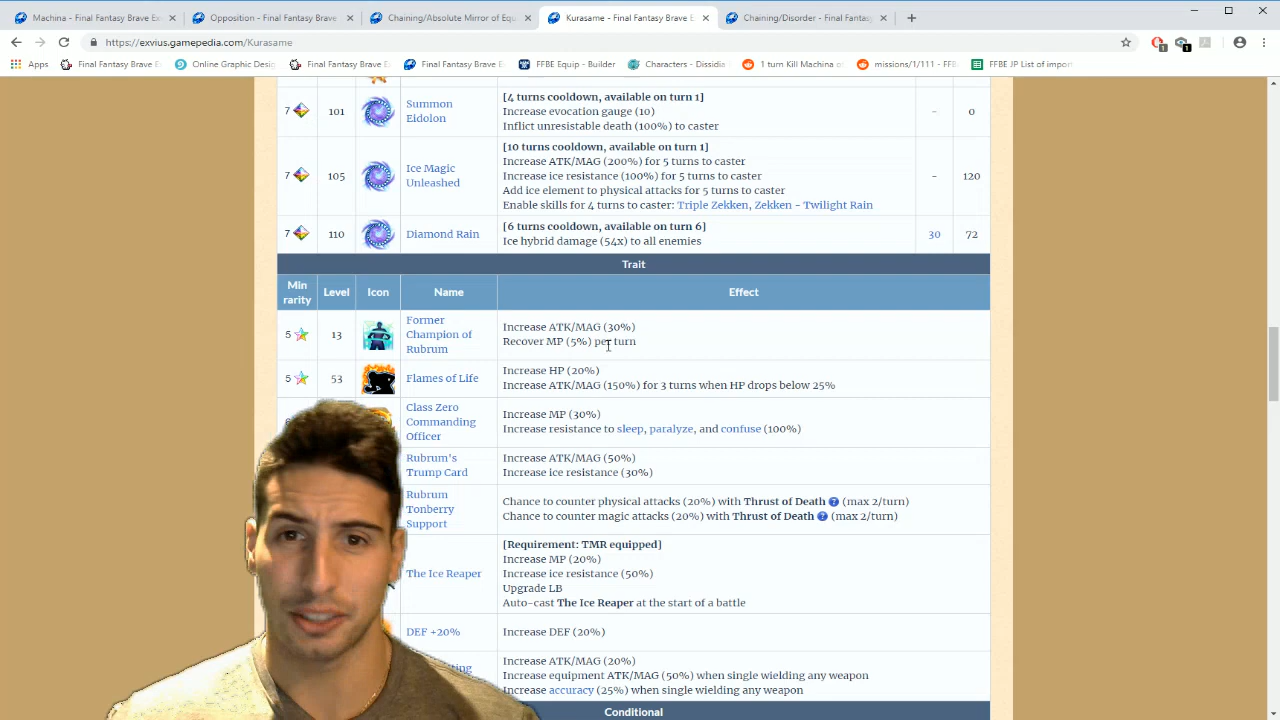 Machina - Final Fantasy Brave Ex
Opposition - Final Fantasy Brave
Chaining/Absolute Mirror of Equ
Kurasame - Final Fantasy Brave E
Chaining/Disorder - Final Fantasy
https://exvius.gamepedia.com/Kurasame
Apps
Final Fantasy Brave E
Online Graphic Desig
Final Fantasy Brave E
Final Fantasy Brave E
FFBE Equip - Builder
Characters - Dissidia
1 turn Kill Machina o
missions/1/111 - FFE
FFBE JP List of impor
7 101 Summon Eidolon
[4 turns cooldown, available on turn 1]
Increase evocation gauge (10)
Inflict unresistable death (100%) to caster
- 0
7 105 Ice Magic Unleashed
[10 turns cooldown, available on turn 1]
Increase ATK/MAG (200%) for 5 turns to caster
Increase ice resistance (100%) for 5 turns to caster
Add ice element to physical attacks for 5 turns to caster
Enable skills for 4 turns to caster: Triple Zekken, Zekken - Twilight Rain
- 120
7 110 Diamond Rain
[6 turns cooldown, available on turn 6]
Ice hybrid damage (54x) to all enemies
30 72
Trait
Min rarity Level Icon Name Effect
5 13 Former Champion of Rubrum
Increase ATK/MAG (30%)
Recover MP (5%) per turn
5 53 Flames of Life
Increase HP (20%)
Increase ATK/MAG (150%) for 3 turns when HP drops below 25%
Class Zero Commanding Officer
Increase MP (30%)
Increase resistance to sleep, paralyze, and confuse (100%)
Rubrum's Trump Card
Increase ATK/MAG (50%)
Increase ice resistance (30%)
Rubrum Tonberry Support
Chance to counter physical attacks (20%) with Thrust of Death (max 2/turn)
Chance to counter magic attacks (20%) with Thrust of Death (max 2/turn)
The Ice Reaper
[Requirement: TMR equipped]
Increase MP (20%)
Increase ice resistance (50%)
Upgrade LB
Auto-cast The Ice Reaper at the start of a battle
DEF +20%
Increase DEF (20%)
Increase ATK/MAG (20%)
Increase equipment ATK/MAG (50%) when single wielding any weapon
Increase accuracy (25%) when single wielding any weapon
Conditional